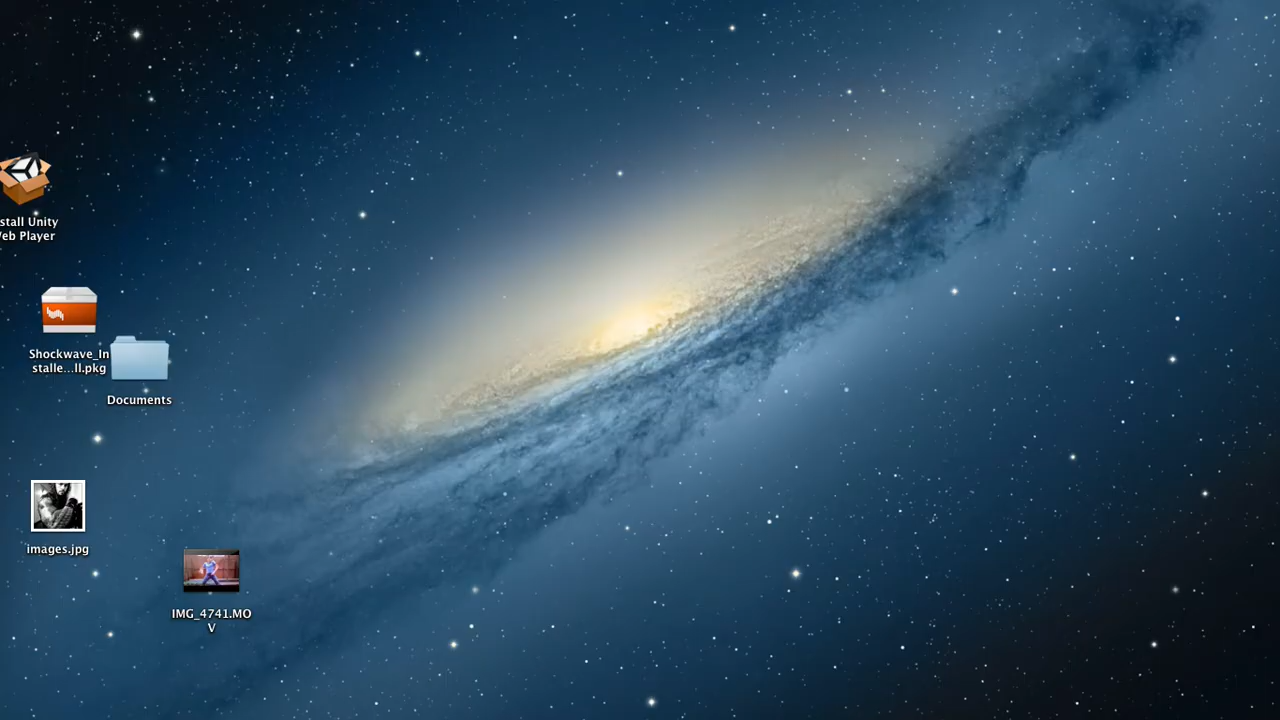 stall Unity
eb Player
Shockwave_In
stalle...ll.pkg
Documents
images.jpg
IMG_4741.MO
V